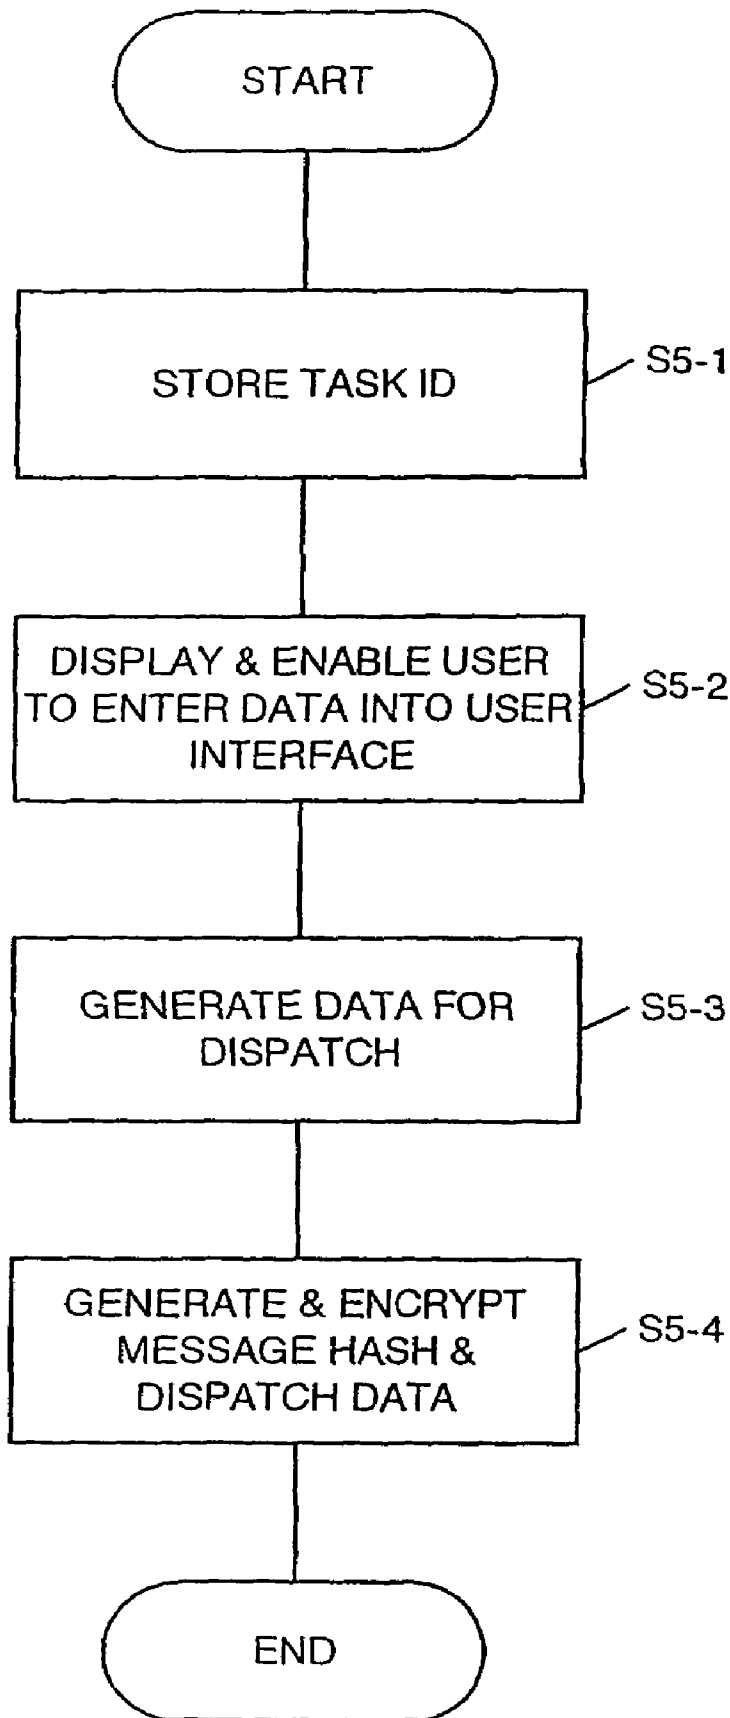 START
STORE TASK ID
S5-1
DISPLAY & ENABLE USER
TO ENTER DATA INTO USER
INTERFACE
S5-2
GENERATE DATA FOR
DISPATCH
S5-3
GENERATE & ENCRYPT
MESSAGE HASH &
DISPATCH DATA
S5-4
END